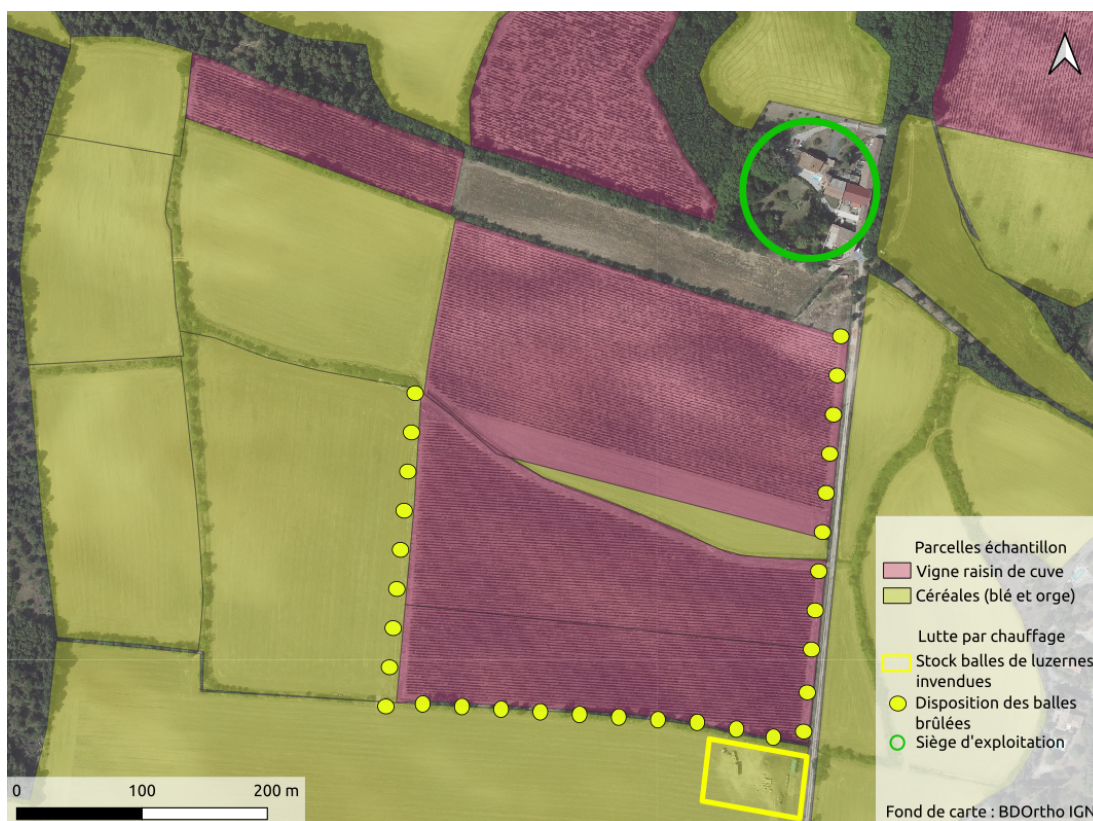 Parcelles échantillon
Vigne raisin de cuve
Céréales (blé et orge)
Lutte par chauffage
Stock balles de luzernes
invendues
Disposition des balles
brûlées
Siège d'exploitation
0 100 200 m
Fond de carte : BDOrtho IGN